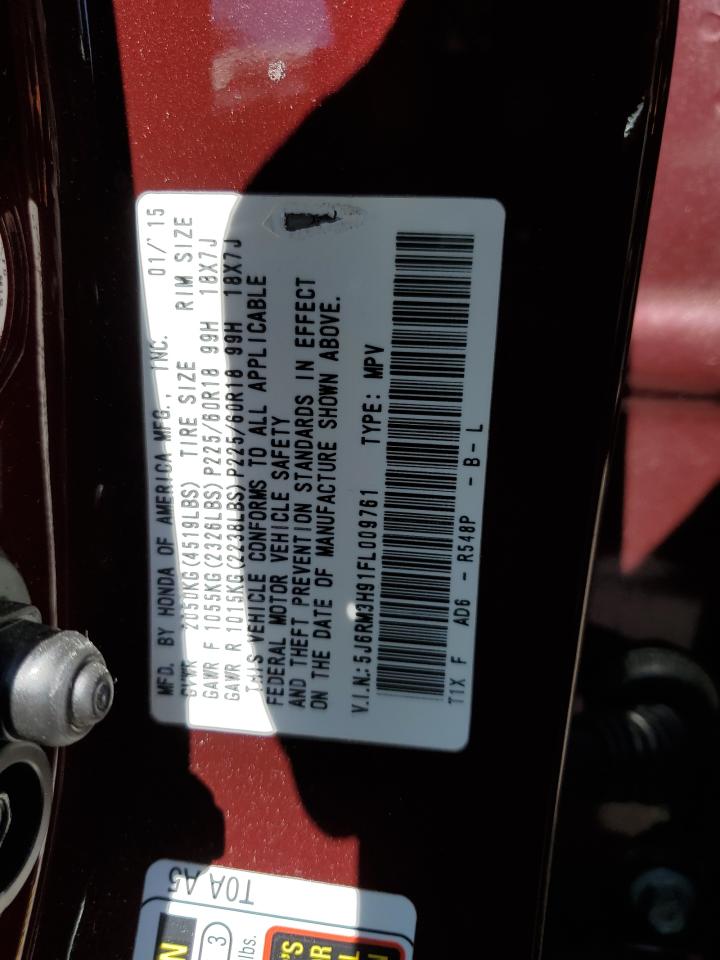 MFD. BY HONDA OF AMERICA MFG., INC. 01/'15
GVWR 2050KG(4519LBS) TIRE SIZE RIM SIZE
GAWR F 1055KG(2326LBS)P225/60R18 99H 18X7J
GAWR R 1015KG(2238LBS)P225/60R18 99H 18X7J
THIS VEHICLE CONFORMS TO ALL APPLICABLE
FEDERAL MOTOR VEHICLE SAFETY
AND THEFT PREVENTION STANDARDS IN EFFECT
ON THE DATE OF MANUFACTURE SHOWN ABOVE.
V.I.N.: 5J6RM3H91FL009761 TYPE: MPV
T1X F AD6 - R548P - B - L
T0A A5
3
lbs.